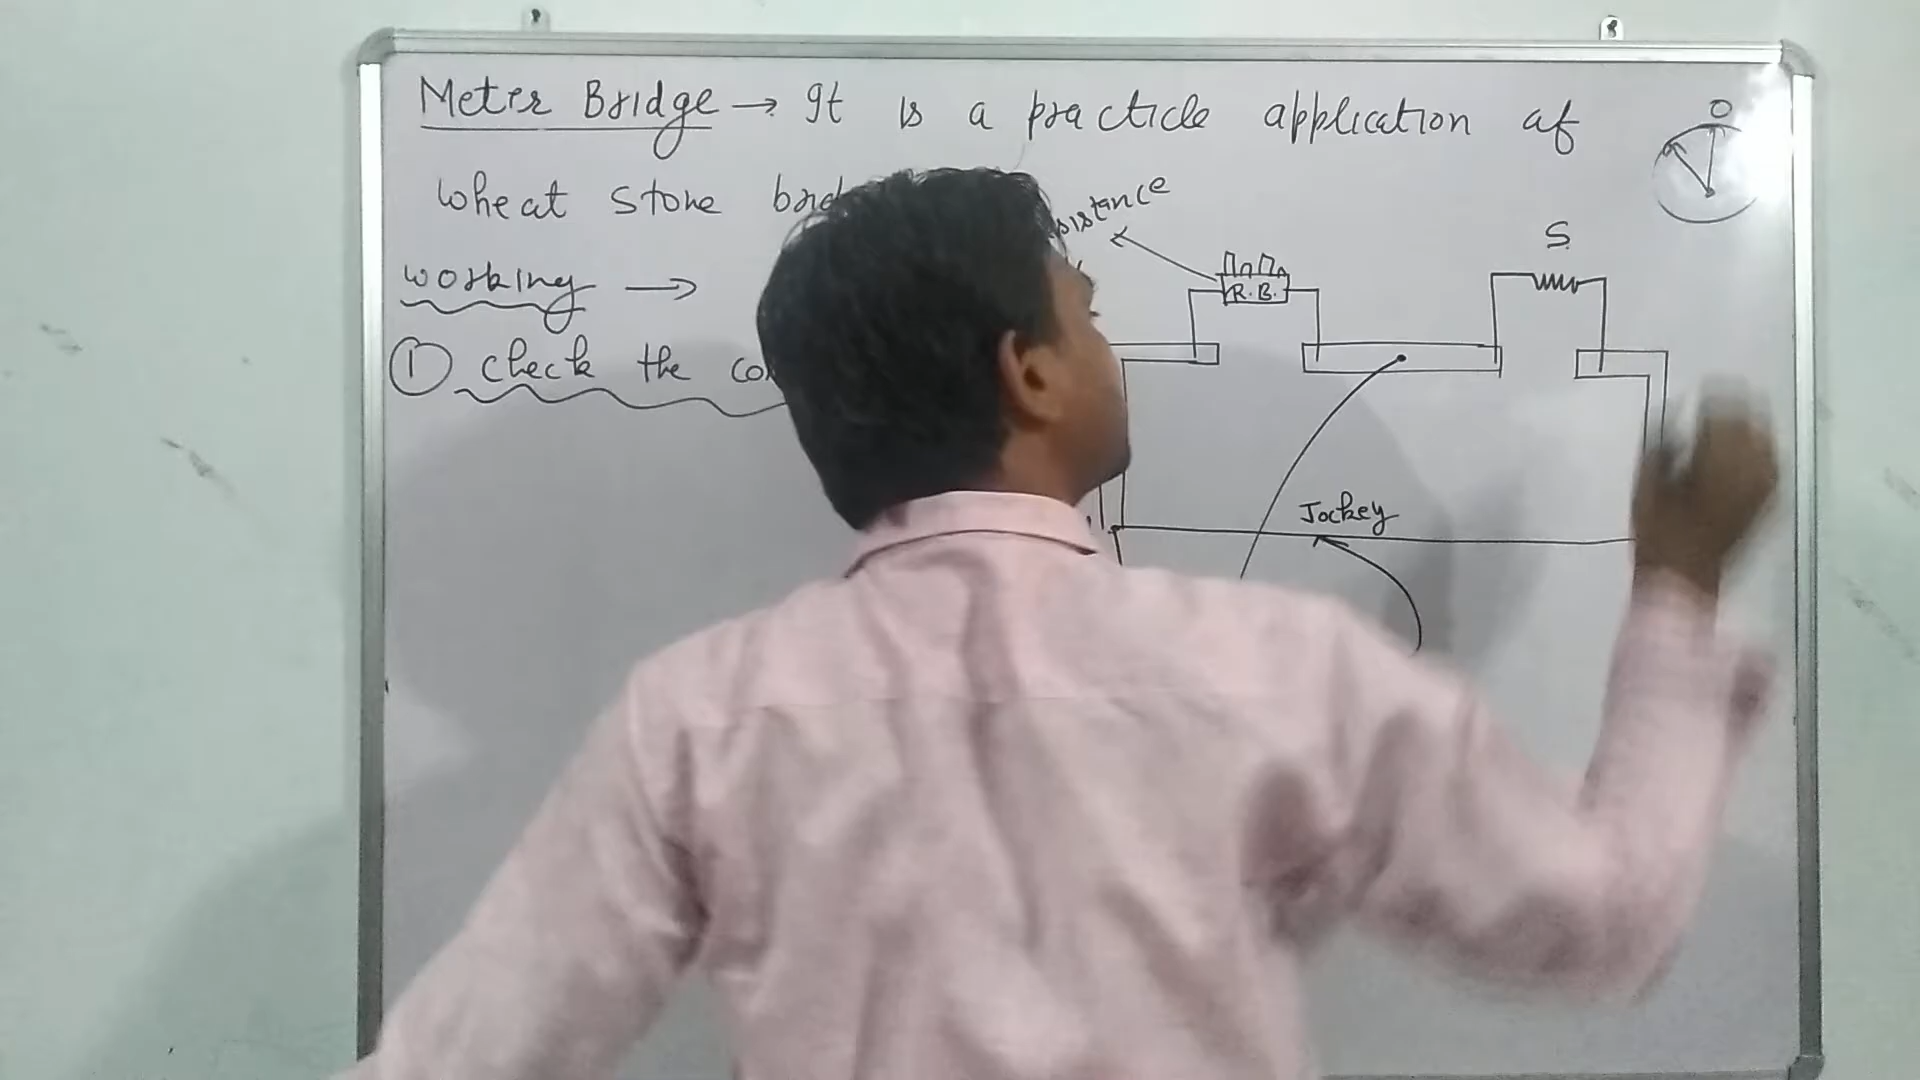 Meter Bridge → It is a practicle application of
O
wheat stone
S
working →
R.B.
① check the
Jockey